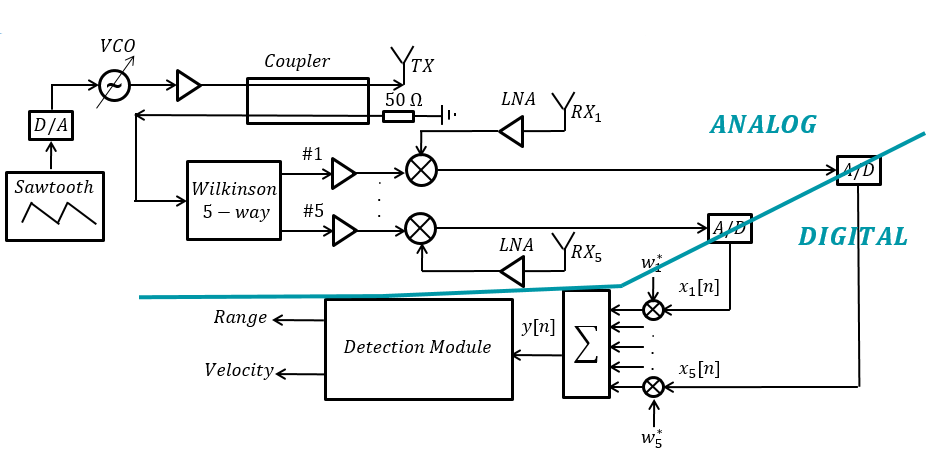 VCO
Coupler
TX
50 Ω
LNA
RX₁
D/A
ANALOG
#1
A/D
Sawtooth
Wilkinson
5 − way
#5
A/D
DIGITAL
LNA
RX₅
w₁*
x₁[n]
Range
y[n]
Detection Module
∑
Velocity
x₅[n]
w₅*